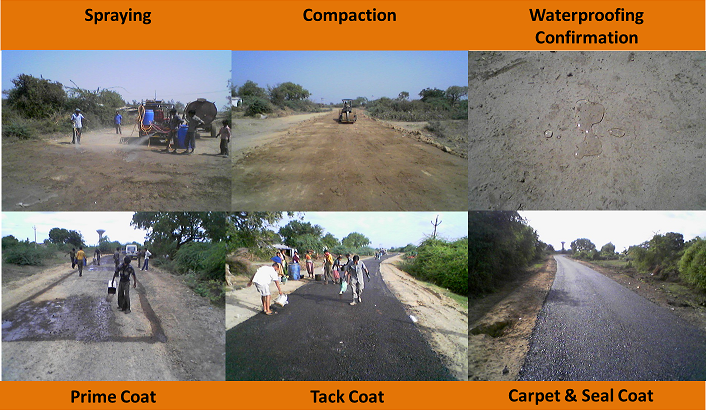 Spraying
Compaction
Waterproofing
Confirmation
Prime Coat
Tack Coat
Carpet & Seal Coat